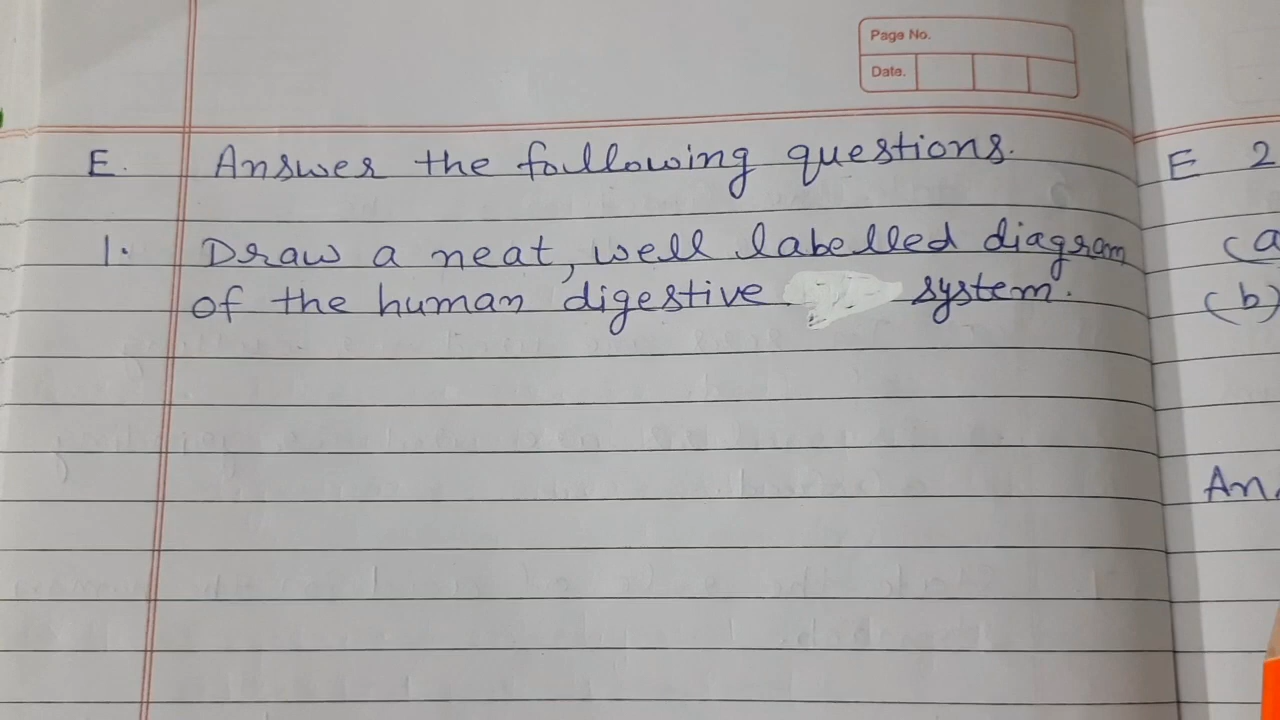 Page No.
Date.
E. Answer the following questions.
1. Draw a neat, well labelled diagram
of the human digestive system.
E 2
(a
(b)
An